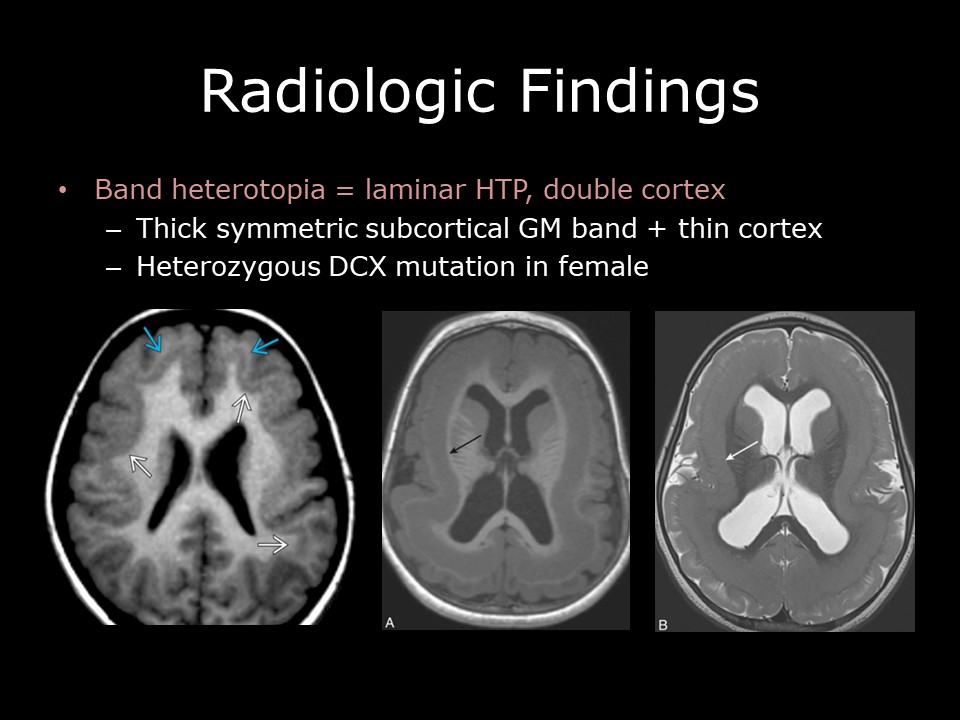 Radiologic Findings
• Band heterotopia = laminar HTP, double cortex
– Thick symmetric subcortical GM band + thin cortex
– Heterozygous DCX mutation in female
A
B